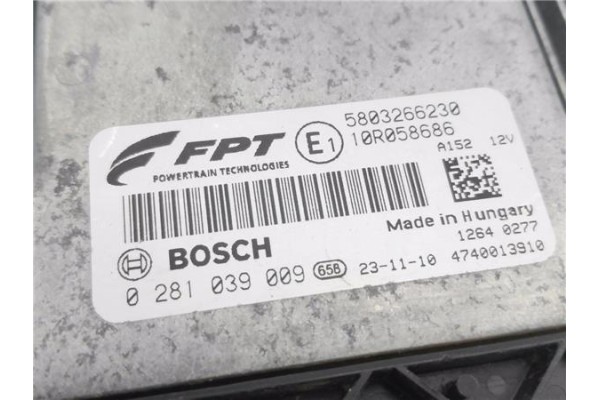 FPT
POWERTRAIN TECHNOLOGIES
E1
5803266230
10R058686
A152 12V
Made in Hungary
BOSCH
1264 0277
0 281 039 009 65B 23-11-10 4740013910